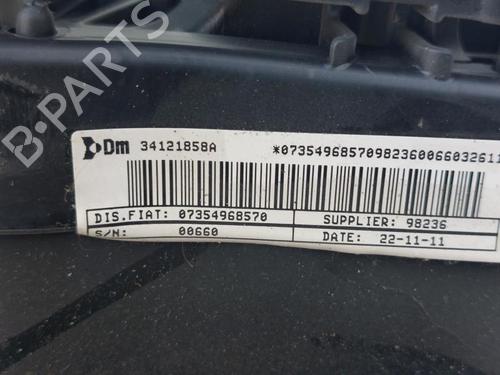 Dm 34121858A *07354968570982360066032611
DIS.FIAT: 07354968570 SUPPLIER: 98236
S/N: 00660 DATE: 22-11-11
B-PARTS